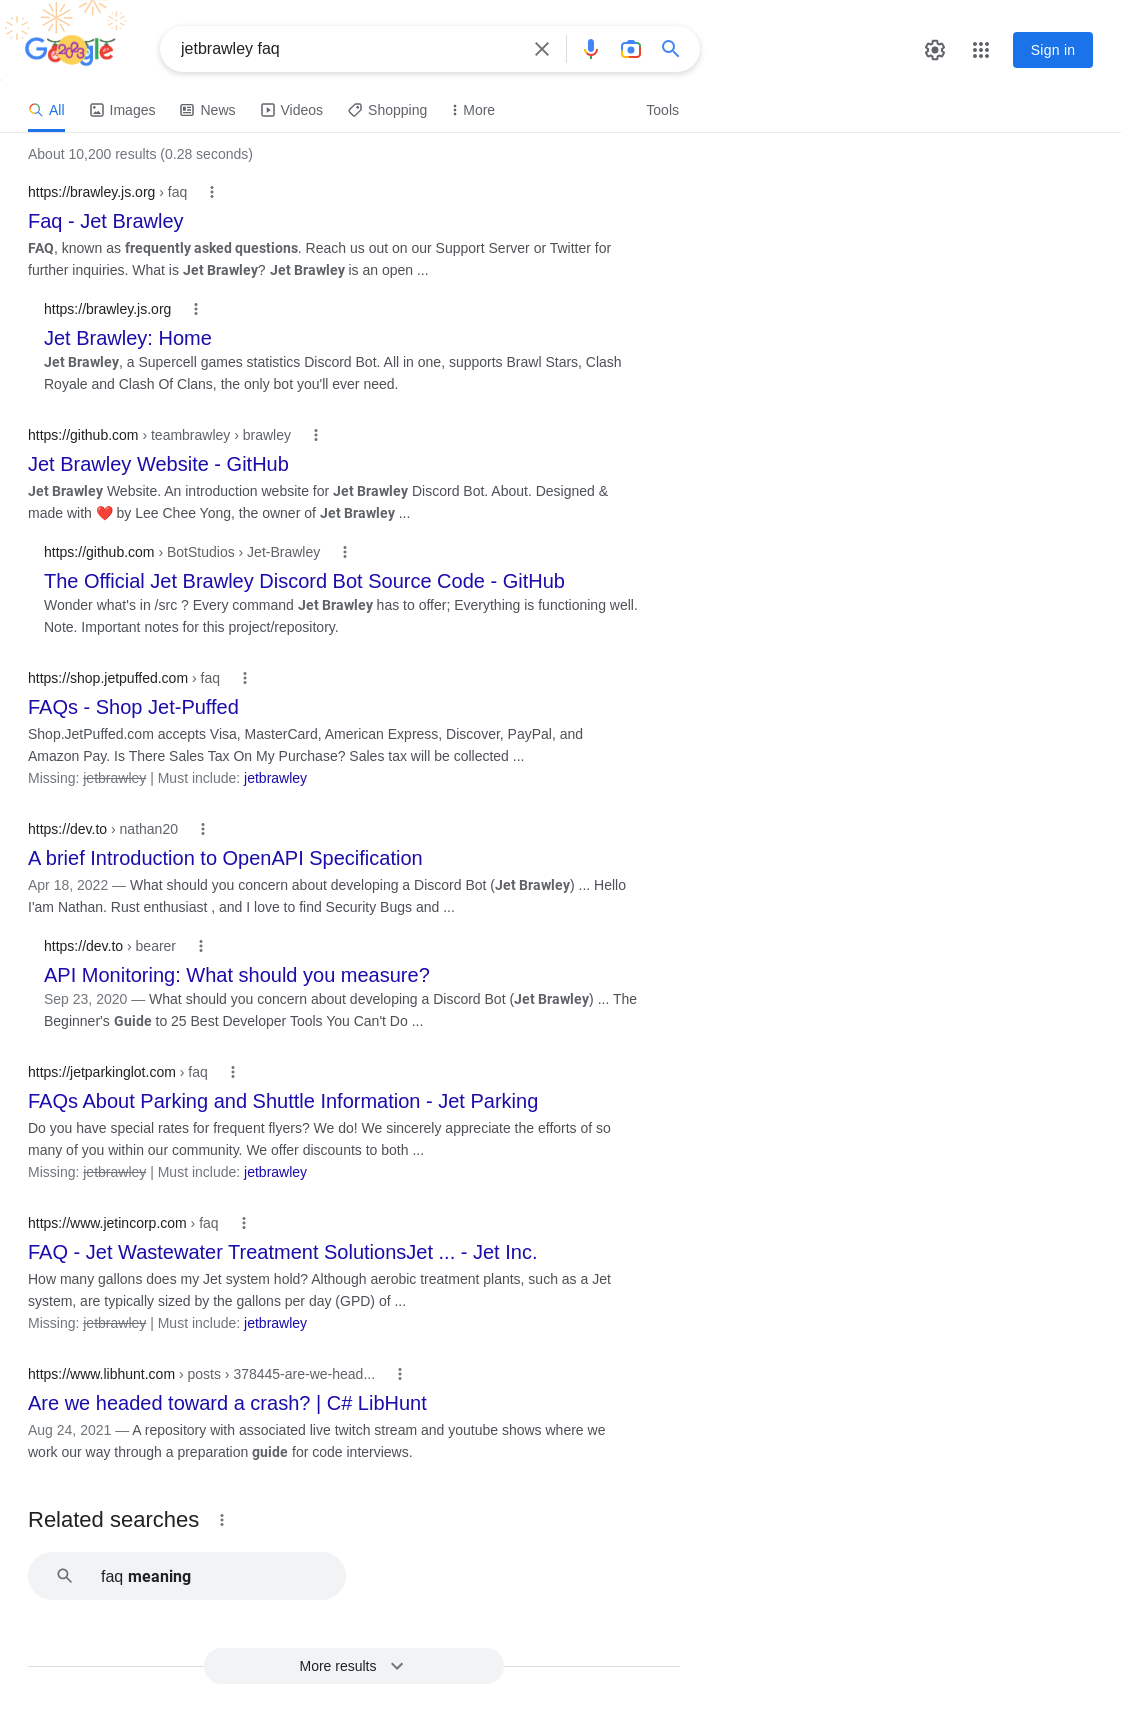 Google
jetbrawley faq
Sign in
All
Images
News
Videos
Shopping
More
Tools
About 10,200 results (0.28 seconds)
https://brawley.js.org › faq
Faq - Jet Brawley
FAQ, known as frequently asked questions. Reach us out on our Support Server or Twitter for
further inquiries. What is Jet Brawley? Jet Brawley is an open ...
https://brawley.js.org
Jet Brawley: Home
Jet Brawley, a Supercell games statistics Discord Bot. All in one, supports Brawl Stars, Clash
Royale and Clash Of Clans, the only bot you'll ever need.
https://github.com › teambrawley › brawley
Jet Brawley Website - GitHub
Jet Brawley Website. An introduction website for Jet Brawley Discord Bot. About. Designed &
made with ❤️ by Lee Chee Yong, the owner of Jet Brawley ...
https://github.com › BotStudios › Jet-Brawley
The Official Jet Brawley Discord Bot Source Code - GitHub
Wonder what's in /src ? Every command Jet Brawley has to offer; Everything is functioning well.
Note. Important notes for this project/repository.
https://shop.jetpuffed.com › faq
FAQs - Shop Jet-Puffed
Shop.JetPuffed.com accepts Visa, MasterCard, American Express, Discover, PayPal, and
Amazon Pay. Is There Sales Tax On My Purchase? Sales tax will be collected ...
Missing: jetbrawley | Must include: jetbrawley
https://dev.to › nathan20
A brief Introduction to OpenAPI Specification
Apr 18, 2022 — What should you concern about developing a Discord Bot (Jet Brawley) ... Hello
I'am Nathan. Rust enthusiast , and I love to find Security Bugs and ...
https://dev.to › bearer
API Monitoring: What should you measure?
Sep 23, 2020 — What should you concern about developing a Discord Bot (Jet Brawley) ... The
Beginner's Guide to 25 Best Developer Tools You Can't Do ...
https://jetparkinglot.com › faq
FAQs About Parking and Shuttle Information - Jet Parking
Do you have special rates for frequent flyers? We do! We sincerely appreciate the efforts of so
many of you within our community. We offer discounts to both ...
Missing: jetbrawley | Must include: jetbrawley
https://www.jetincorp.com › faq
FAQ - Jet Wastewater Treatment SolutionsJet ... - Jet Inc.
How many gallons does my Jet system hold? Although aerobic treatment plants, such as a Jet
system, are typically sized by the gallons per day (GPD) of ...
Missing: jetbrawley | Must include: jetbrawley
https://www.libhunt.com › posts › 378445-are-we-head...
Are we headed toward a crash? | C# LibHunt
Aug 24, 2021 — A repository with associated live twitch stream and youtube shows where we
work our way through a preparation guide for code interviews.
Related searches
faq meaning
More results